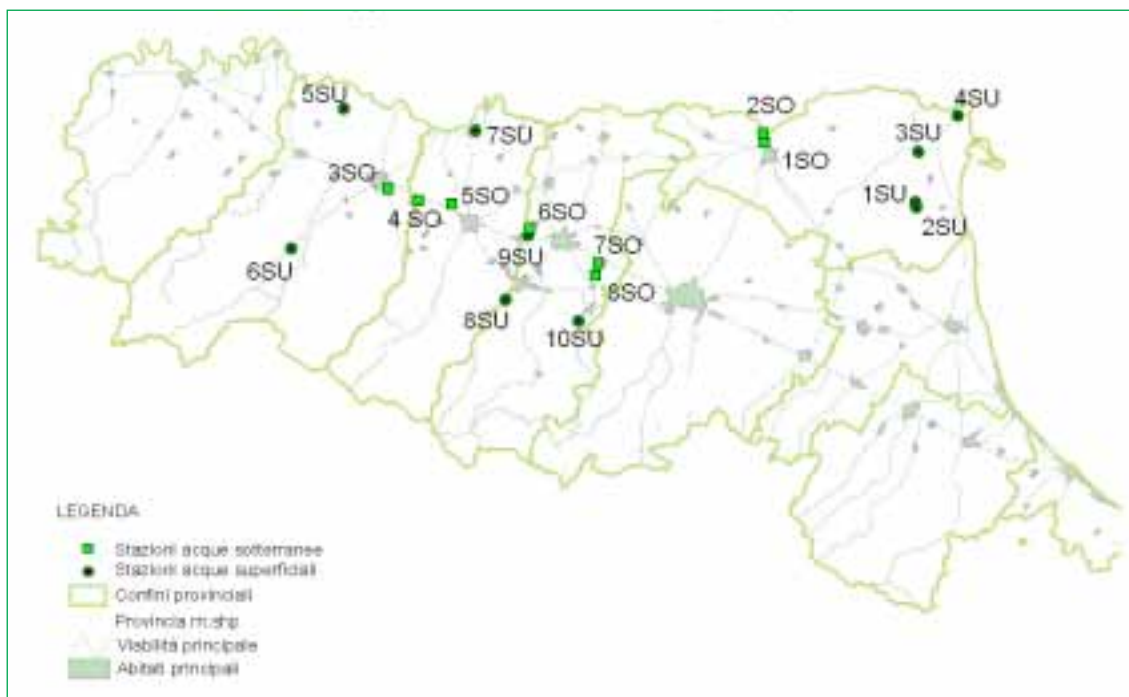 5SU
7SU
2SO
4SU
3SU
1SO
3SO
4 SO
5SO
1SU
2SU
6SO
9SU
7SO
6SU
8SO
8SU
10SU
LEGENDA
Stazioni acque sotterranee
Stazioni acque superficiali
Confini provinciali
Provincia rn.shp
Viabilità principale
Abitati principali